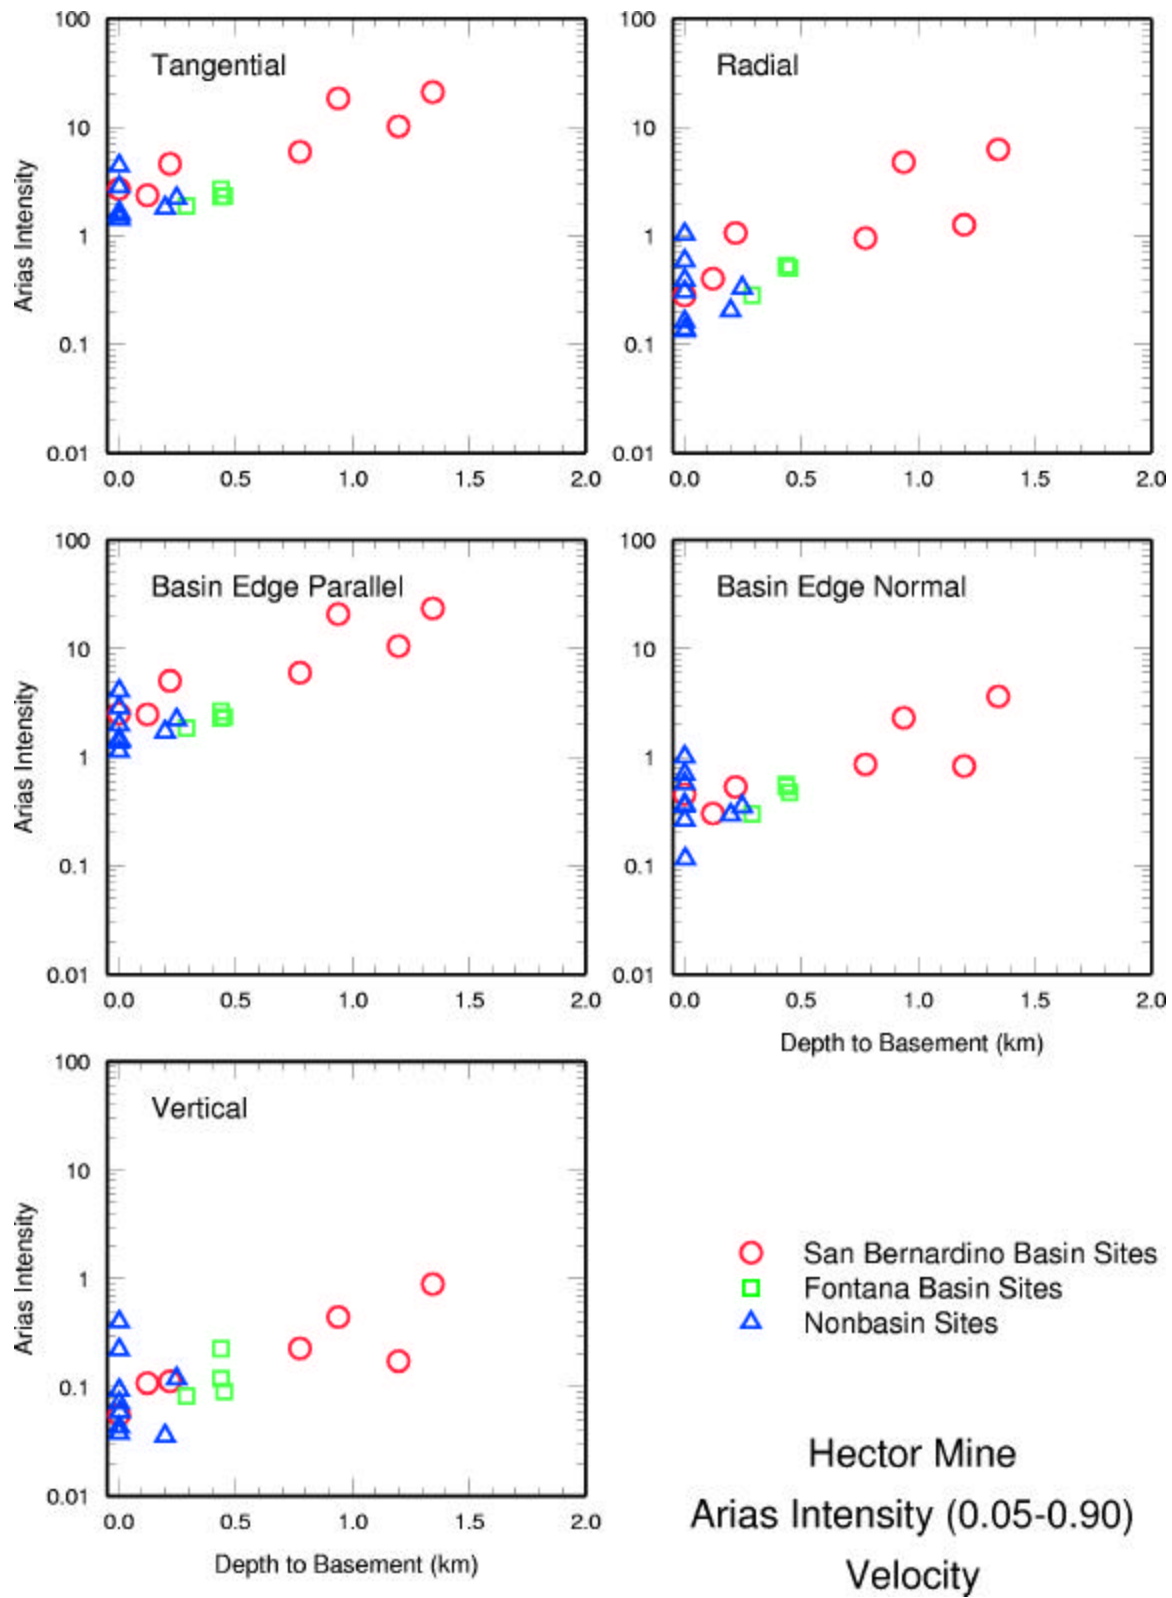 100
10
1
0.1
0.01
Arias Intensity
Tangential
0.0 0.5 1.0 1.5 2.0
100
10
1
0.1
0.01
Radial
0.0 0.5 1.0 1.5 2.0
100
10
1
0.1
0.01
Arias Intensity
Basin Edge Parallel
0.0 0.5 1.0 1.5 2.0
100
10
1
0.1
0.01
Basin Edge Normal
0.0 0.5 1.0 1.5 2.0
Depth to Basement (km)
100
10
1
0.1
0.01
Arias Intensity
Vertical
0.0 0.5 1.0 1.5 2.0
Depth to Basement (km)
San Bernardino Basin Sites
Fontana Basin Sites
Nonbasin Sites
Hector Mine
Arias Intensity (0.05-0.90)
Velocity